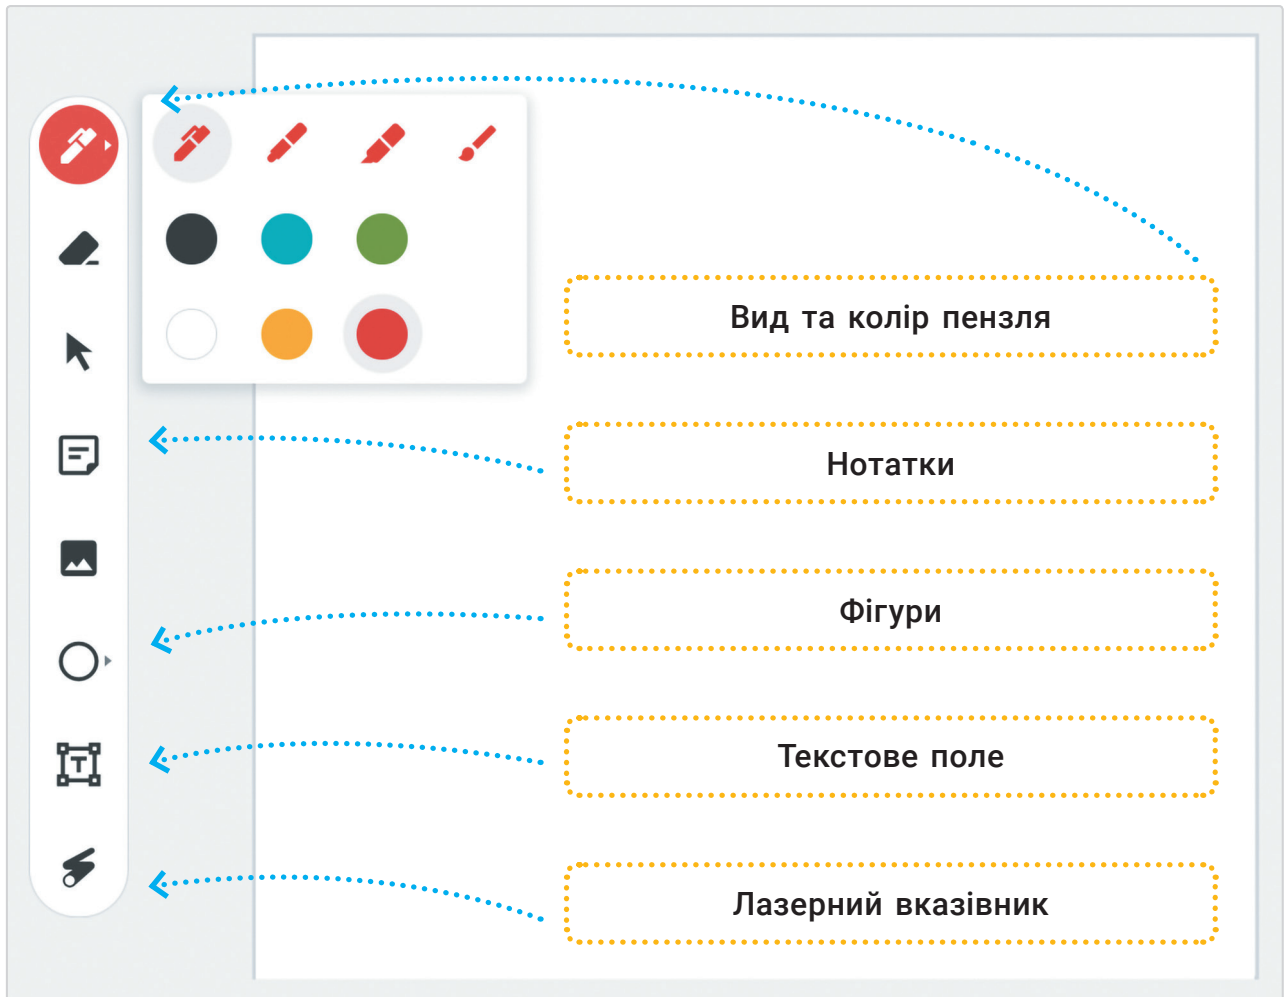 Вид та колір пензля
Нотатки
Фігури
T
Текстове поле
Лазерний вказівник